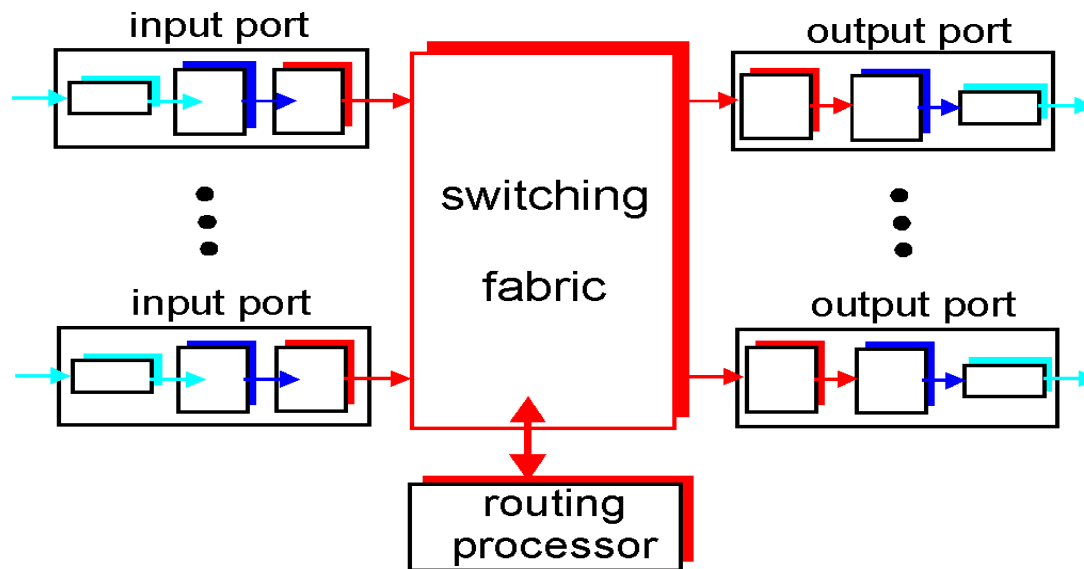 input port
output port
switching
fabric
input port
output port
routing
processor